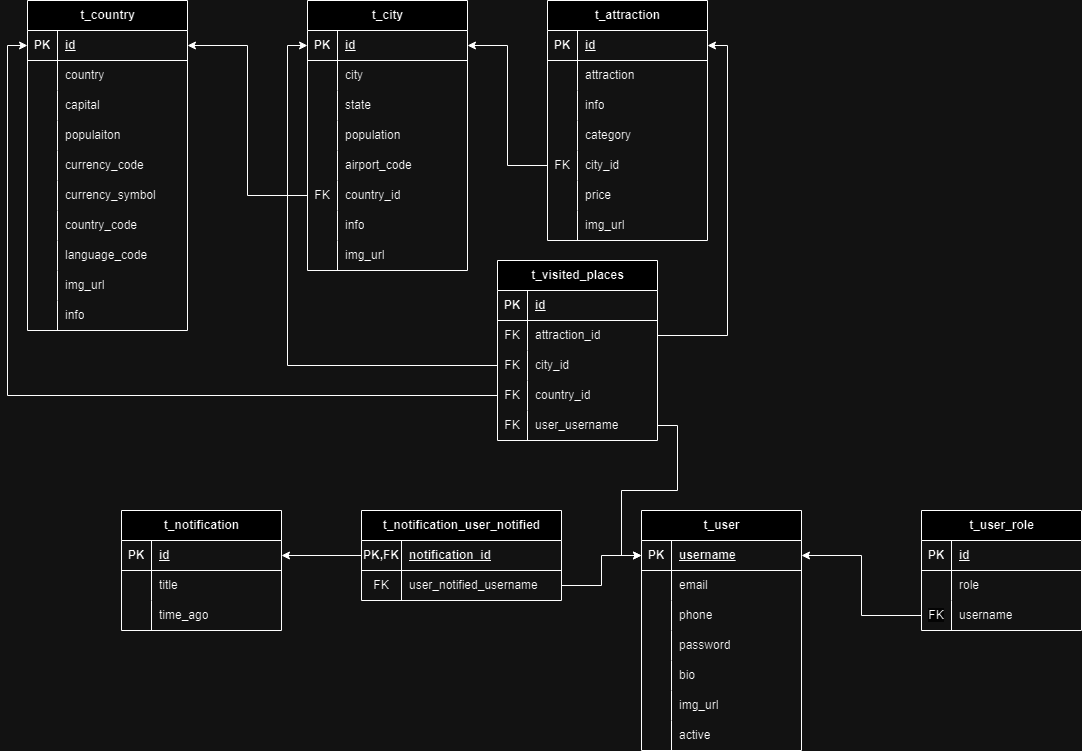 t_country
PK id
country
capital
populaiton
currency_code
currency_symbol
country_code
language_code
img_url
info
t_city
PK id
city
state
population
airport_code
FK country_id
info
img_url
t_attraction
PK id
attraction
info
category
FK city_id
price
img_url
t_visited_places
PK id
FK attraction_id
FK city_id
FK country_id
FK user_username
t_notification
PK id
title
time_ago
t_notification_user_notified
PK,FK notification_id
FK user_notified_username
t_user
PK username
email
phone
password
bio
img_url
active
t_user_role
PK id
role
FK username